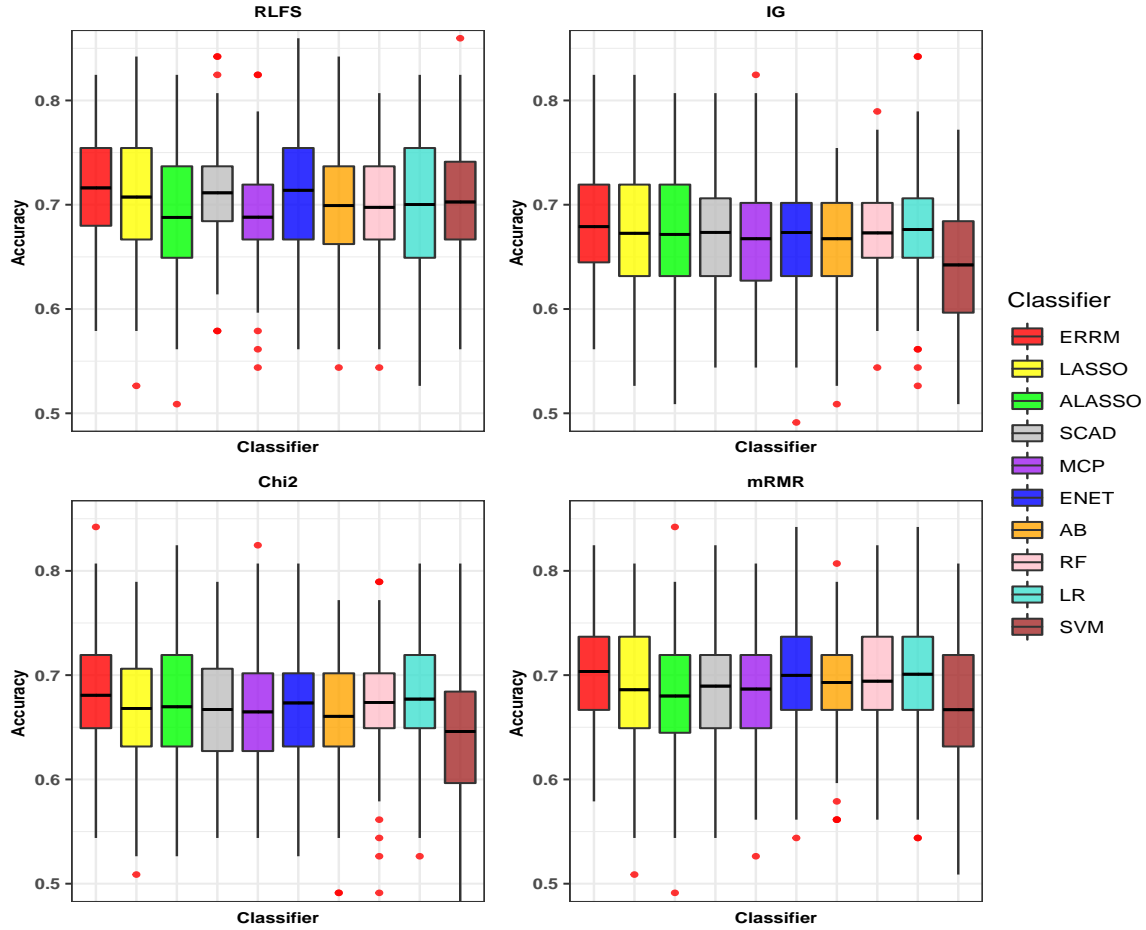 RLFS
IG
Accuracy
0.8
0.7
0.6
0.5
Classifier
Accuracy
0.8
0.7
0.6
0.5
Classifier
Chi2
mRMR
Accuracy
0.8
0.7
0.6
0.5
Classifier
Accuracy
0.8
0.7
0.6
0.5
Classifier
Classifier
ERRM
LASSO
ALASSO
SCAD
MCP
ENET
AB
RF
LR
SVM